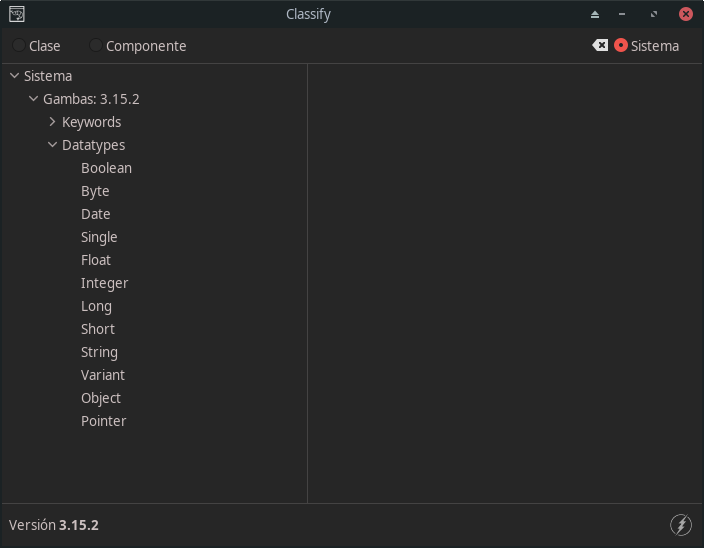 Classify
Clase Componente Sistema
Sistema
Gambas: 3.15.2
Keywords
Datatypes
Boolean
Byte
Date
Single
Float
Integer
Long
Short
String
Variant
Object
Pointer
Versión 3.15.2